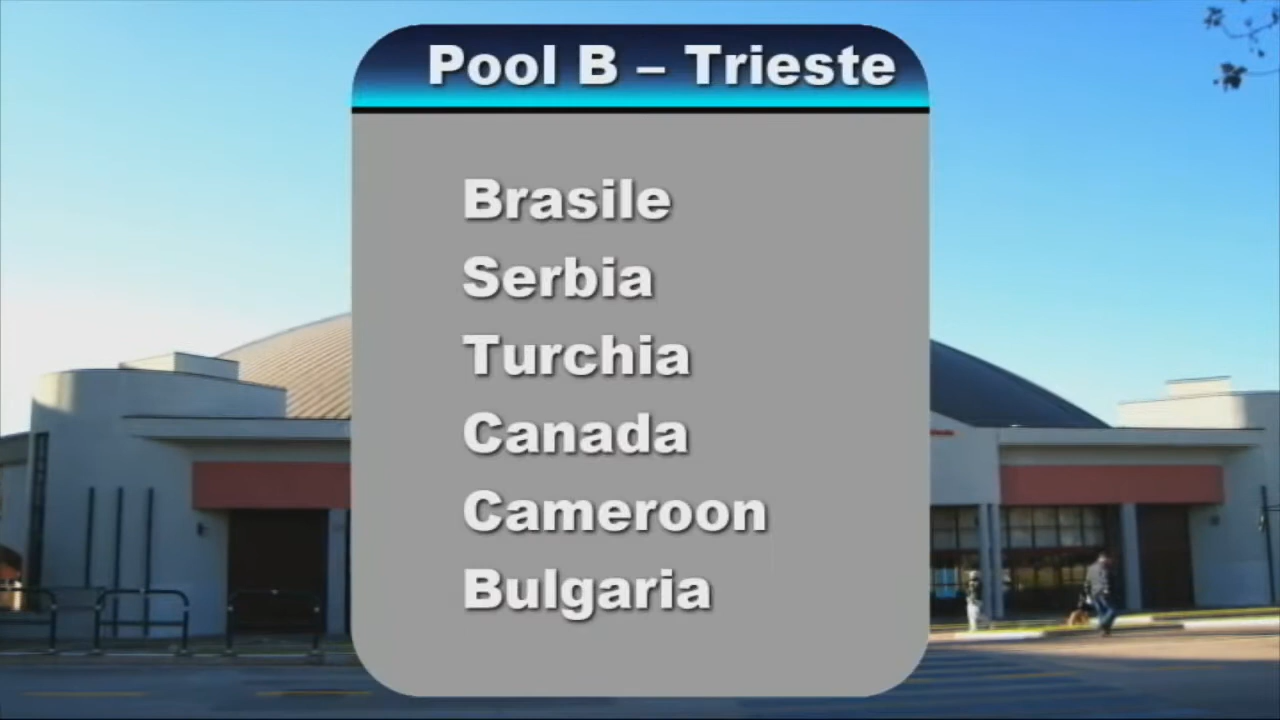 Pool B – Trieste
Brasile
Serbia
Turchia
Canada
Cameroon
Bulgaria